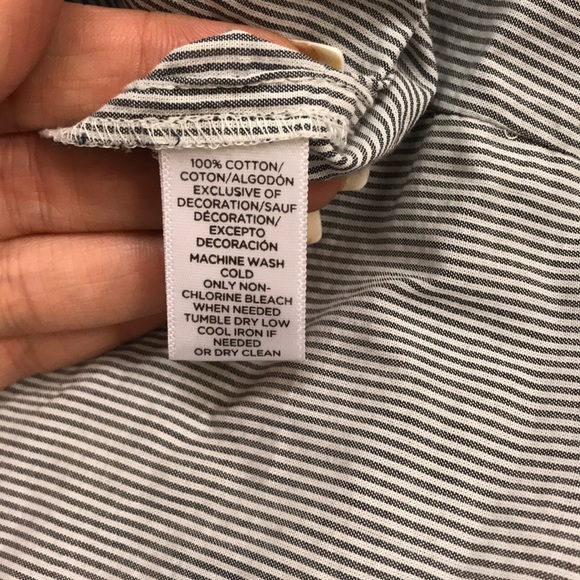 100% COTTON/
COTON/ALGODÓN
EXCLUSIVE OF
DECORATION/SAUF
DÉCORATION/
EXCEPTO
DECORACIÓN
MACHINE WASH
COLD
ONLY NON-
CHLORINE BLEACH
WHEN NEEDED
TUMBLE DRY LOW
COOL IRON IF
NEEDED
OR DRY CLEAN